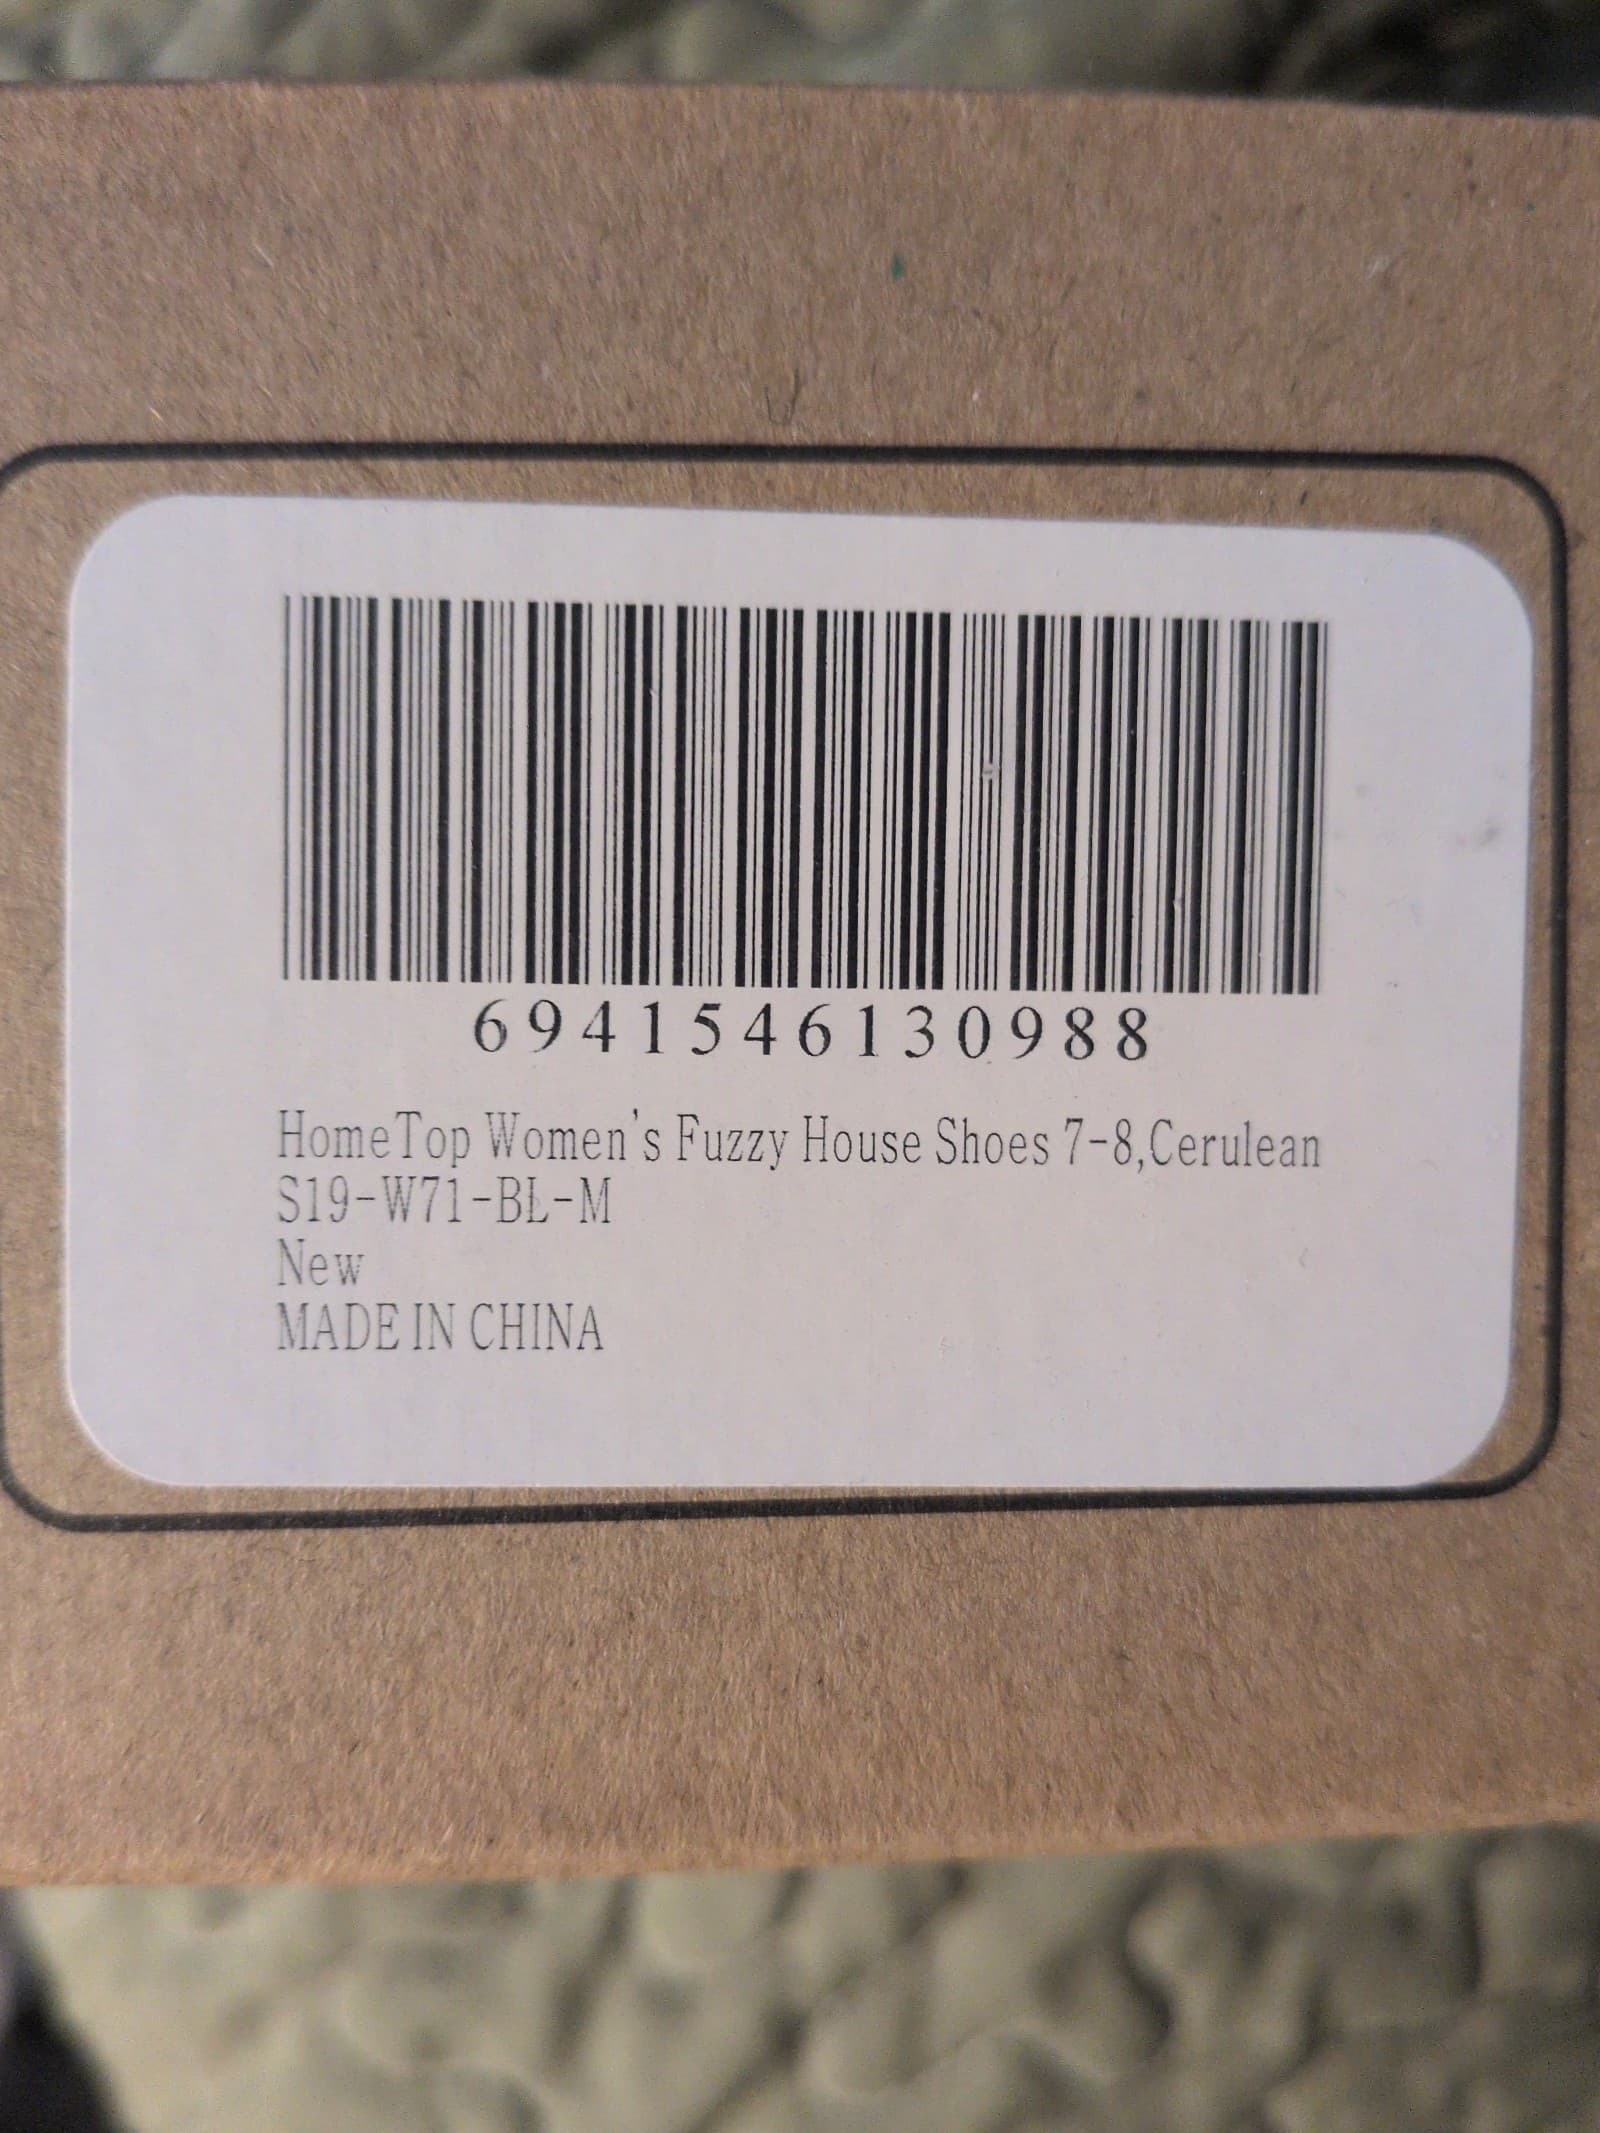 6941546130988
HomeTop Women's Fuzzy House Shoes 7-8,Cerulean
S19-W71-BL-M
New
MADE IN CHINA